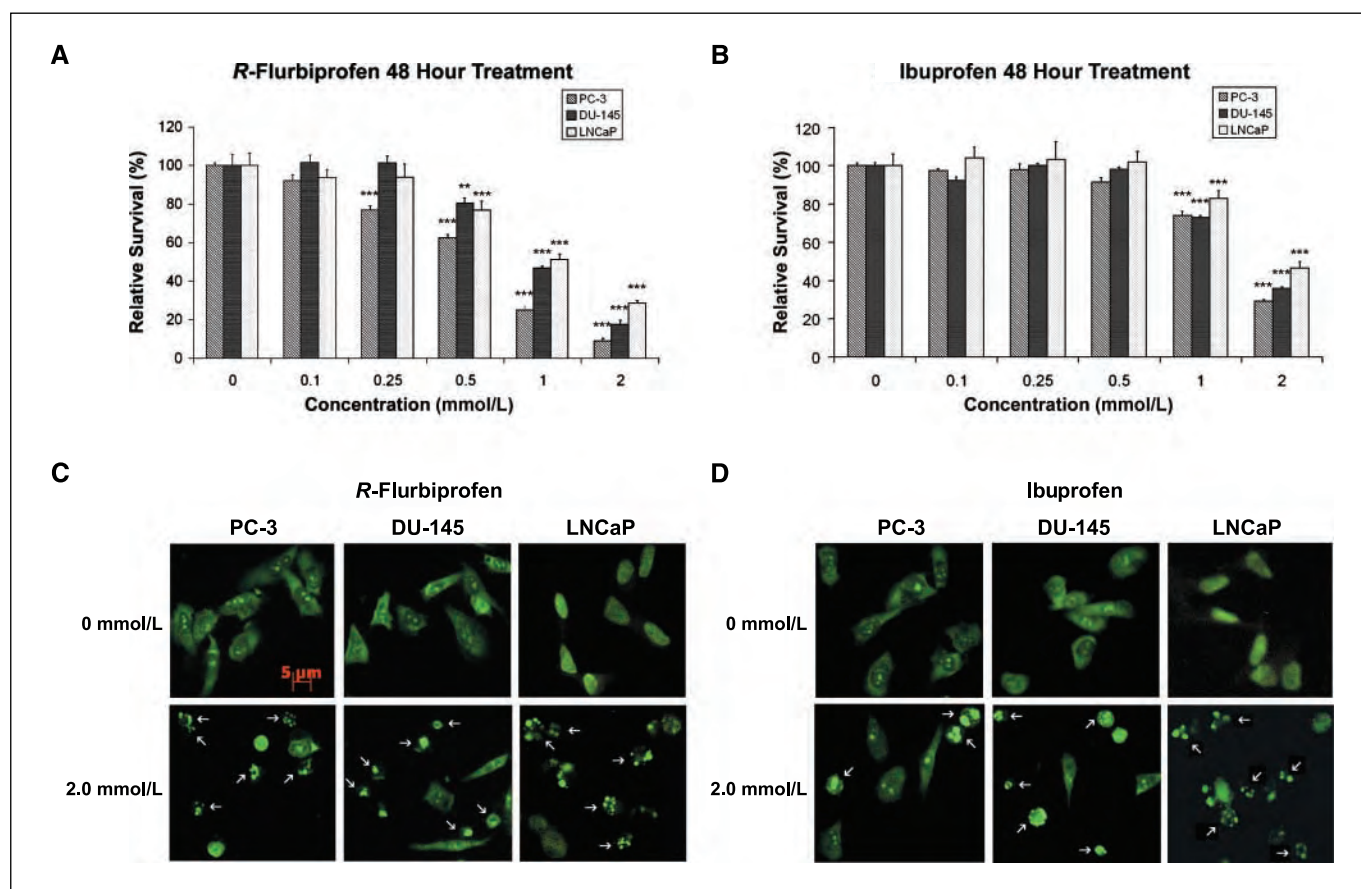 A
R-Flurbiprofen 48 Hour Treatment
PC-3
DU-145
LNCaP
Relative Survival (%)
120
100
80
60
40
20
0
***
***
**
***
***
***
***
***
***
***
0 0.1 0.25 0.5 1 2
Concentration (mmol/L)
B
Ibuprofen 48 Hour Treatment
PC-3
DU-145
LNCaP
Relative Survival (%)
120
100
80
60
40
20
0
***
***
***
***
***
***
0 0.1 0.25 0.5 1 2
Concentration (mmol/L)
C
R-Flurbiprofen
PC-3 DU-145 LNCaP
0 mmol/L
5 μm
2.0 mmol/L
D
Ibuprofen
PC-3 DU-145 LNCaP
0 mmol/L
2.0 mmol/L